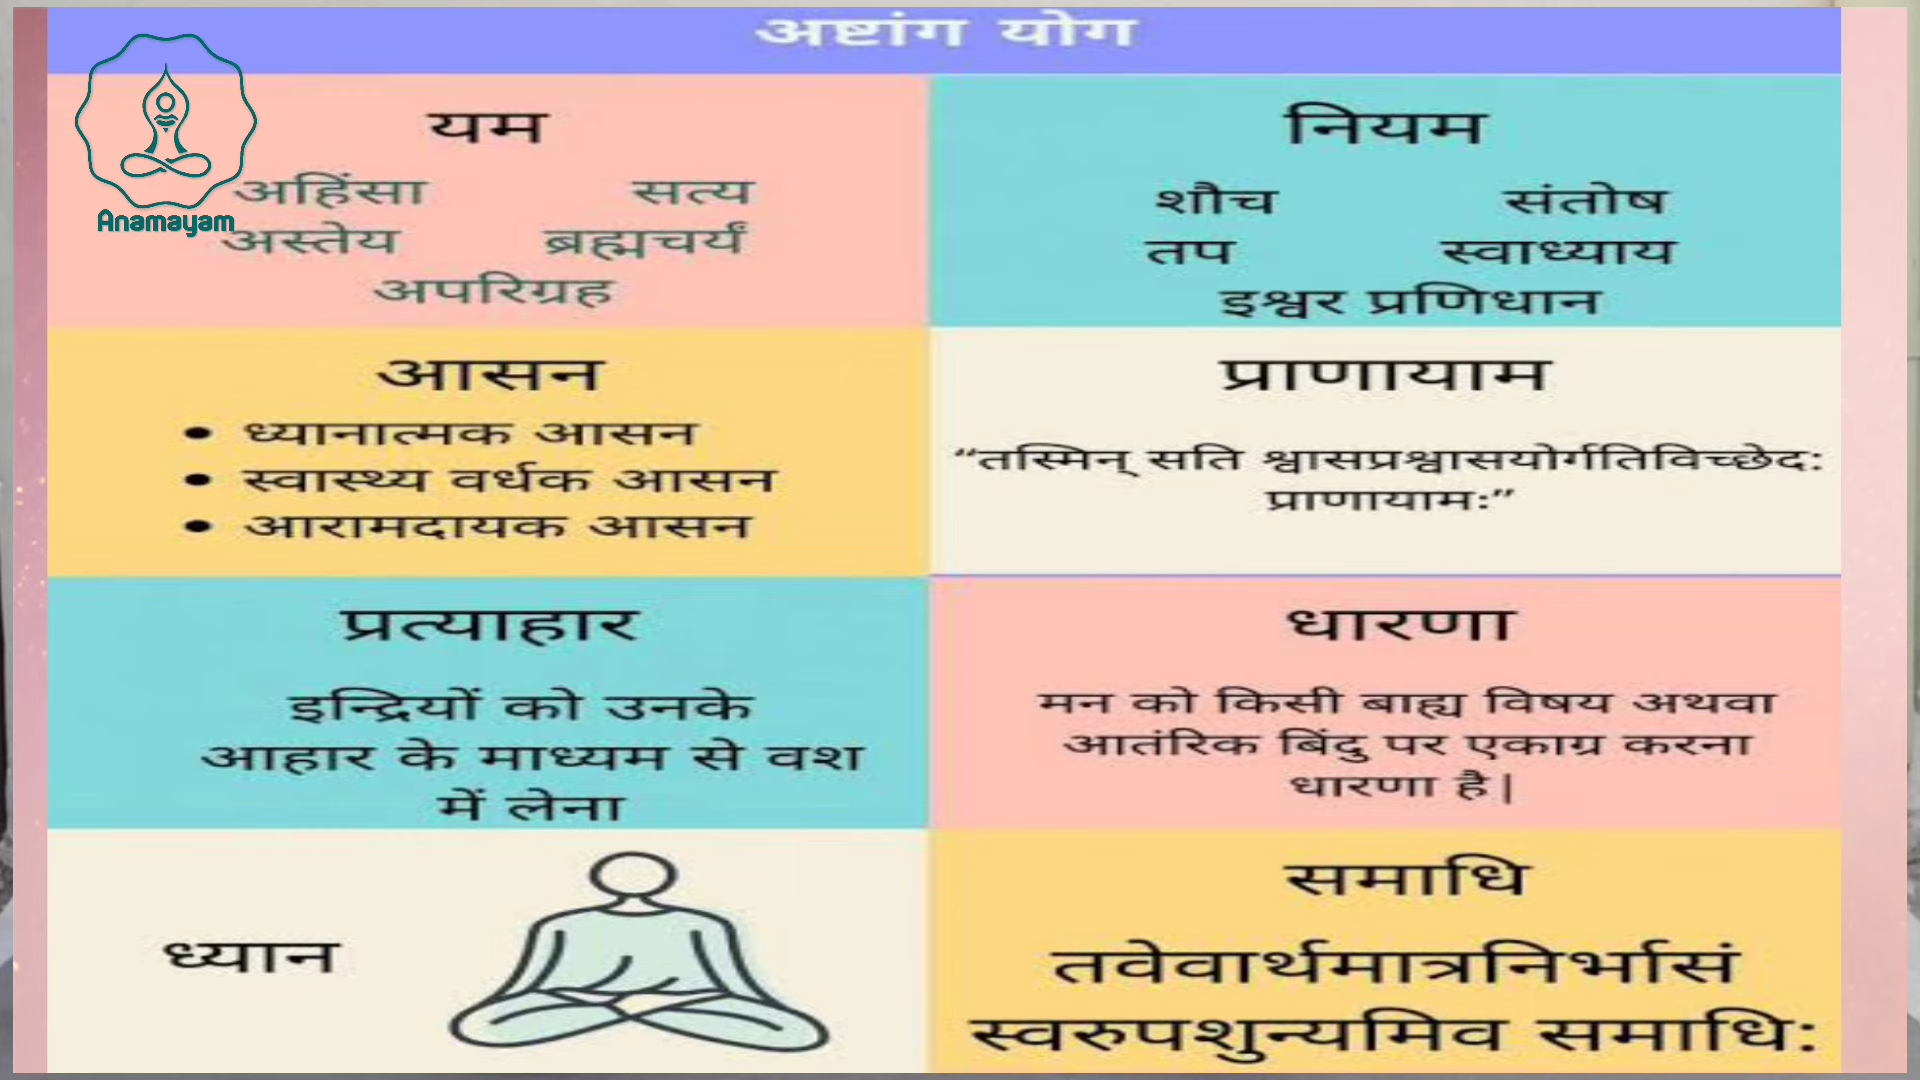 अष्टांग योग
Anamayam
यम
अहिंसा सत्य
अस्तेय ब्रह्मचर्यं
अपरिग्रह
नियम
शौच संतोष
तप स्वाध्याय
इश्वर प्रणिधान
आसन
• ध्यानात्मक आसन
• स्वास्थ्य वर्धक आसन
• आरामदायक आसन
प्राणायाम
“तस्मिन् सति श्वासप्रश्वासयोर्गतिविच्छेद:
प्राणायाम:”
प्रत्याहार
इन्द्रियों को उनके
आहार के माध्यम से वश
में लेना
धारणा
मन को किसी बाह्य विषय अथवा
आतंरिक बिंदु पर एकाग्र करना
धारणा है|
ध्यान
समाधि
तवेवार्थमात्रनिर्भासं
स्वरुपशुन्यमिव समाधि: